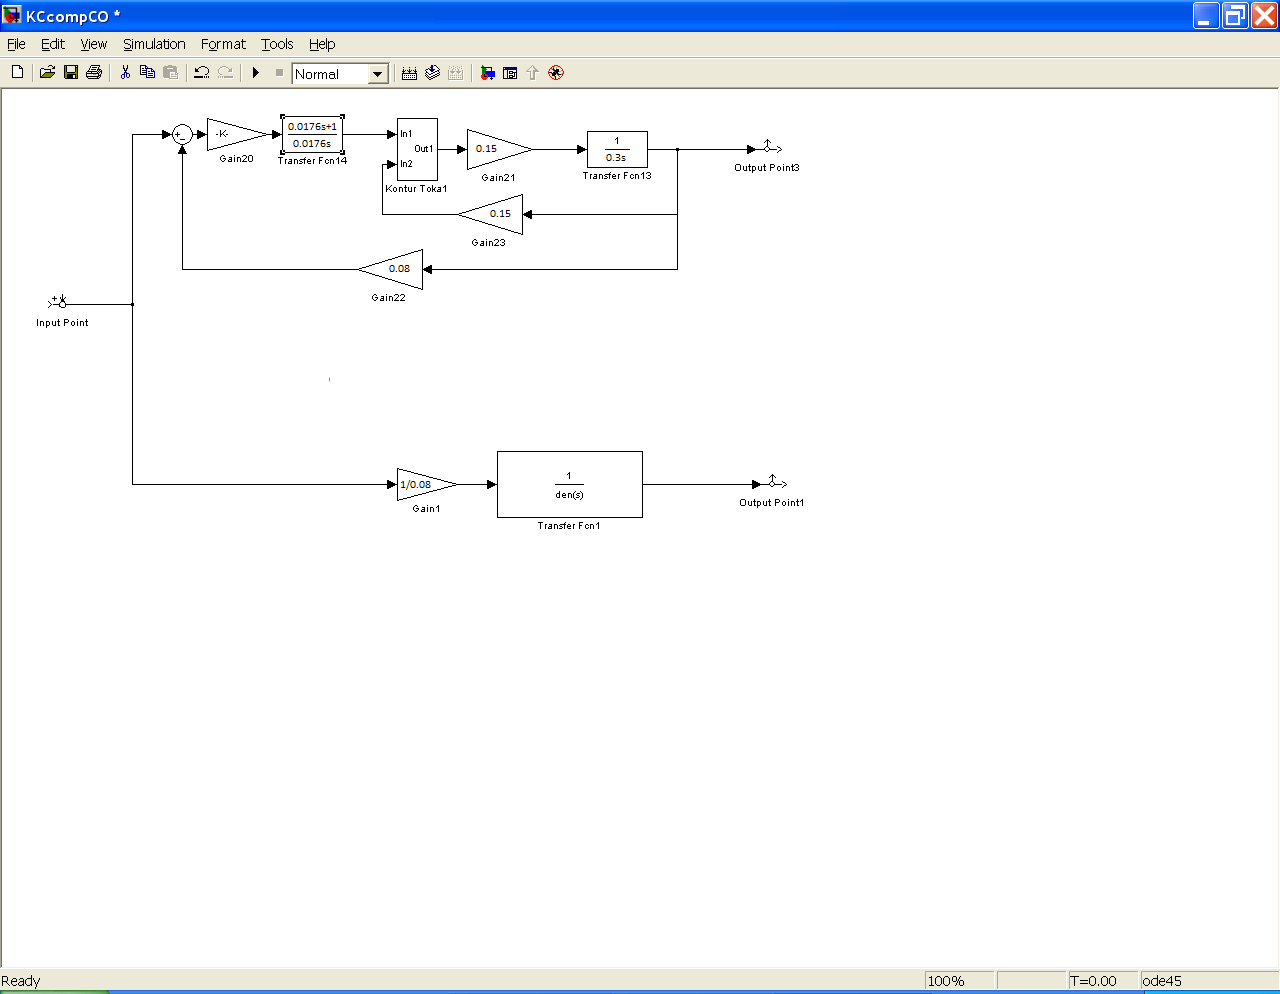 KCcompCO *
File Edit View Simulation Format Tools Help
Normal
+
-
-K-
Gain20
0.0176s+1
0.0176s
Transfer Fcn14
In1
Out1
In2
Kontur Toka1
0.15
Gain21
1
0.3s
Transfer Fcn13
Output Point3
0.15
Gain23
0.08
Gain22
+
Input Point
1/0.08
Gain1
1
den(s)
Transfer Fcn1
Output Point1
Ready 100% T=0.00 ode45